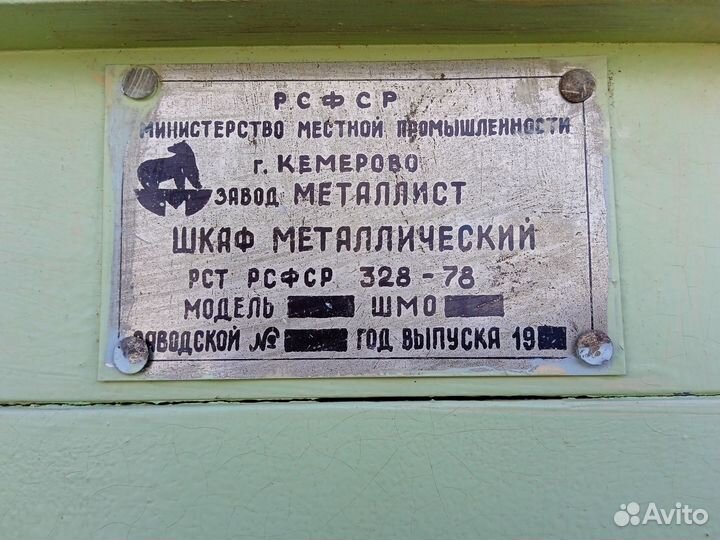 РСФСР
МИНИСТЕРСТВО МЕСТНОЙ ПРОМЫШЛЕННОСТИ
г. КЕМЕРОВО
ЗАВОД МЕТАЛЛИСТ
ШКАФ МЕТАЛЛИЧЕСКИЙ
РСТ РСФСР 328-78
МОДЕЛЬ ШМО
ЗАВОДСКОЙ № ГОД ВЫПУСКА 19
Avito